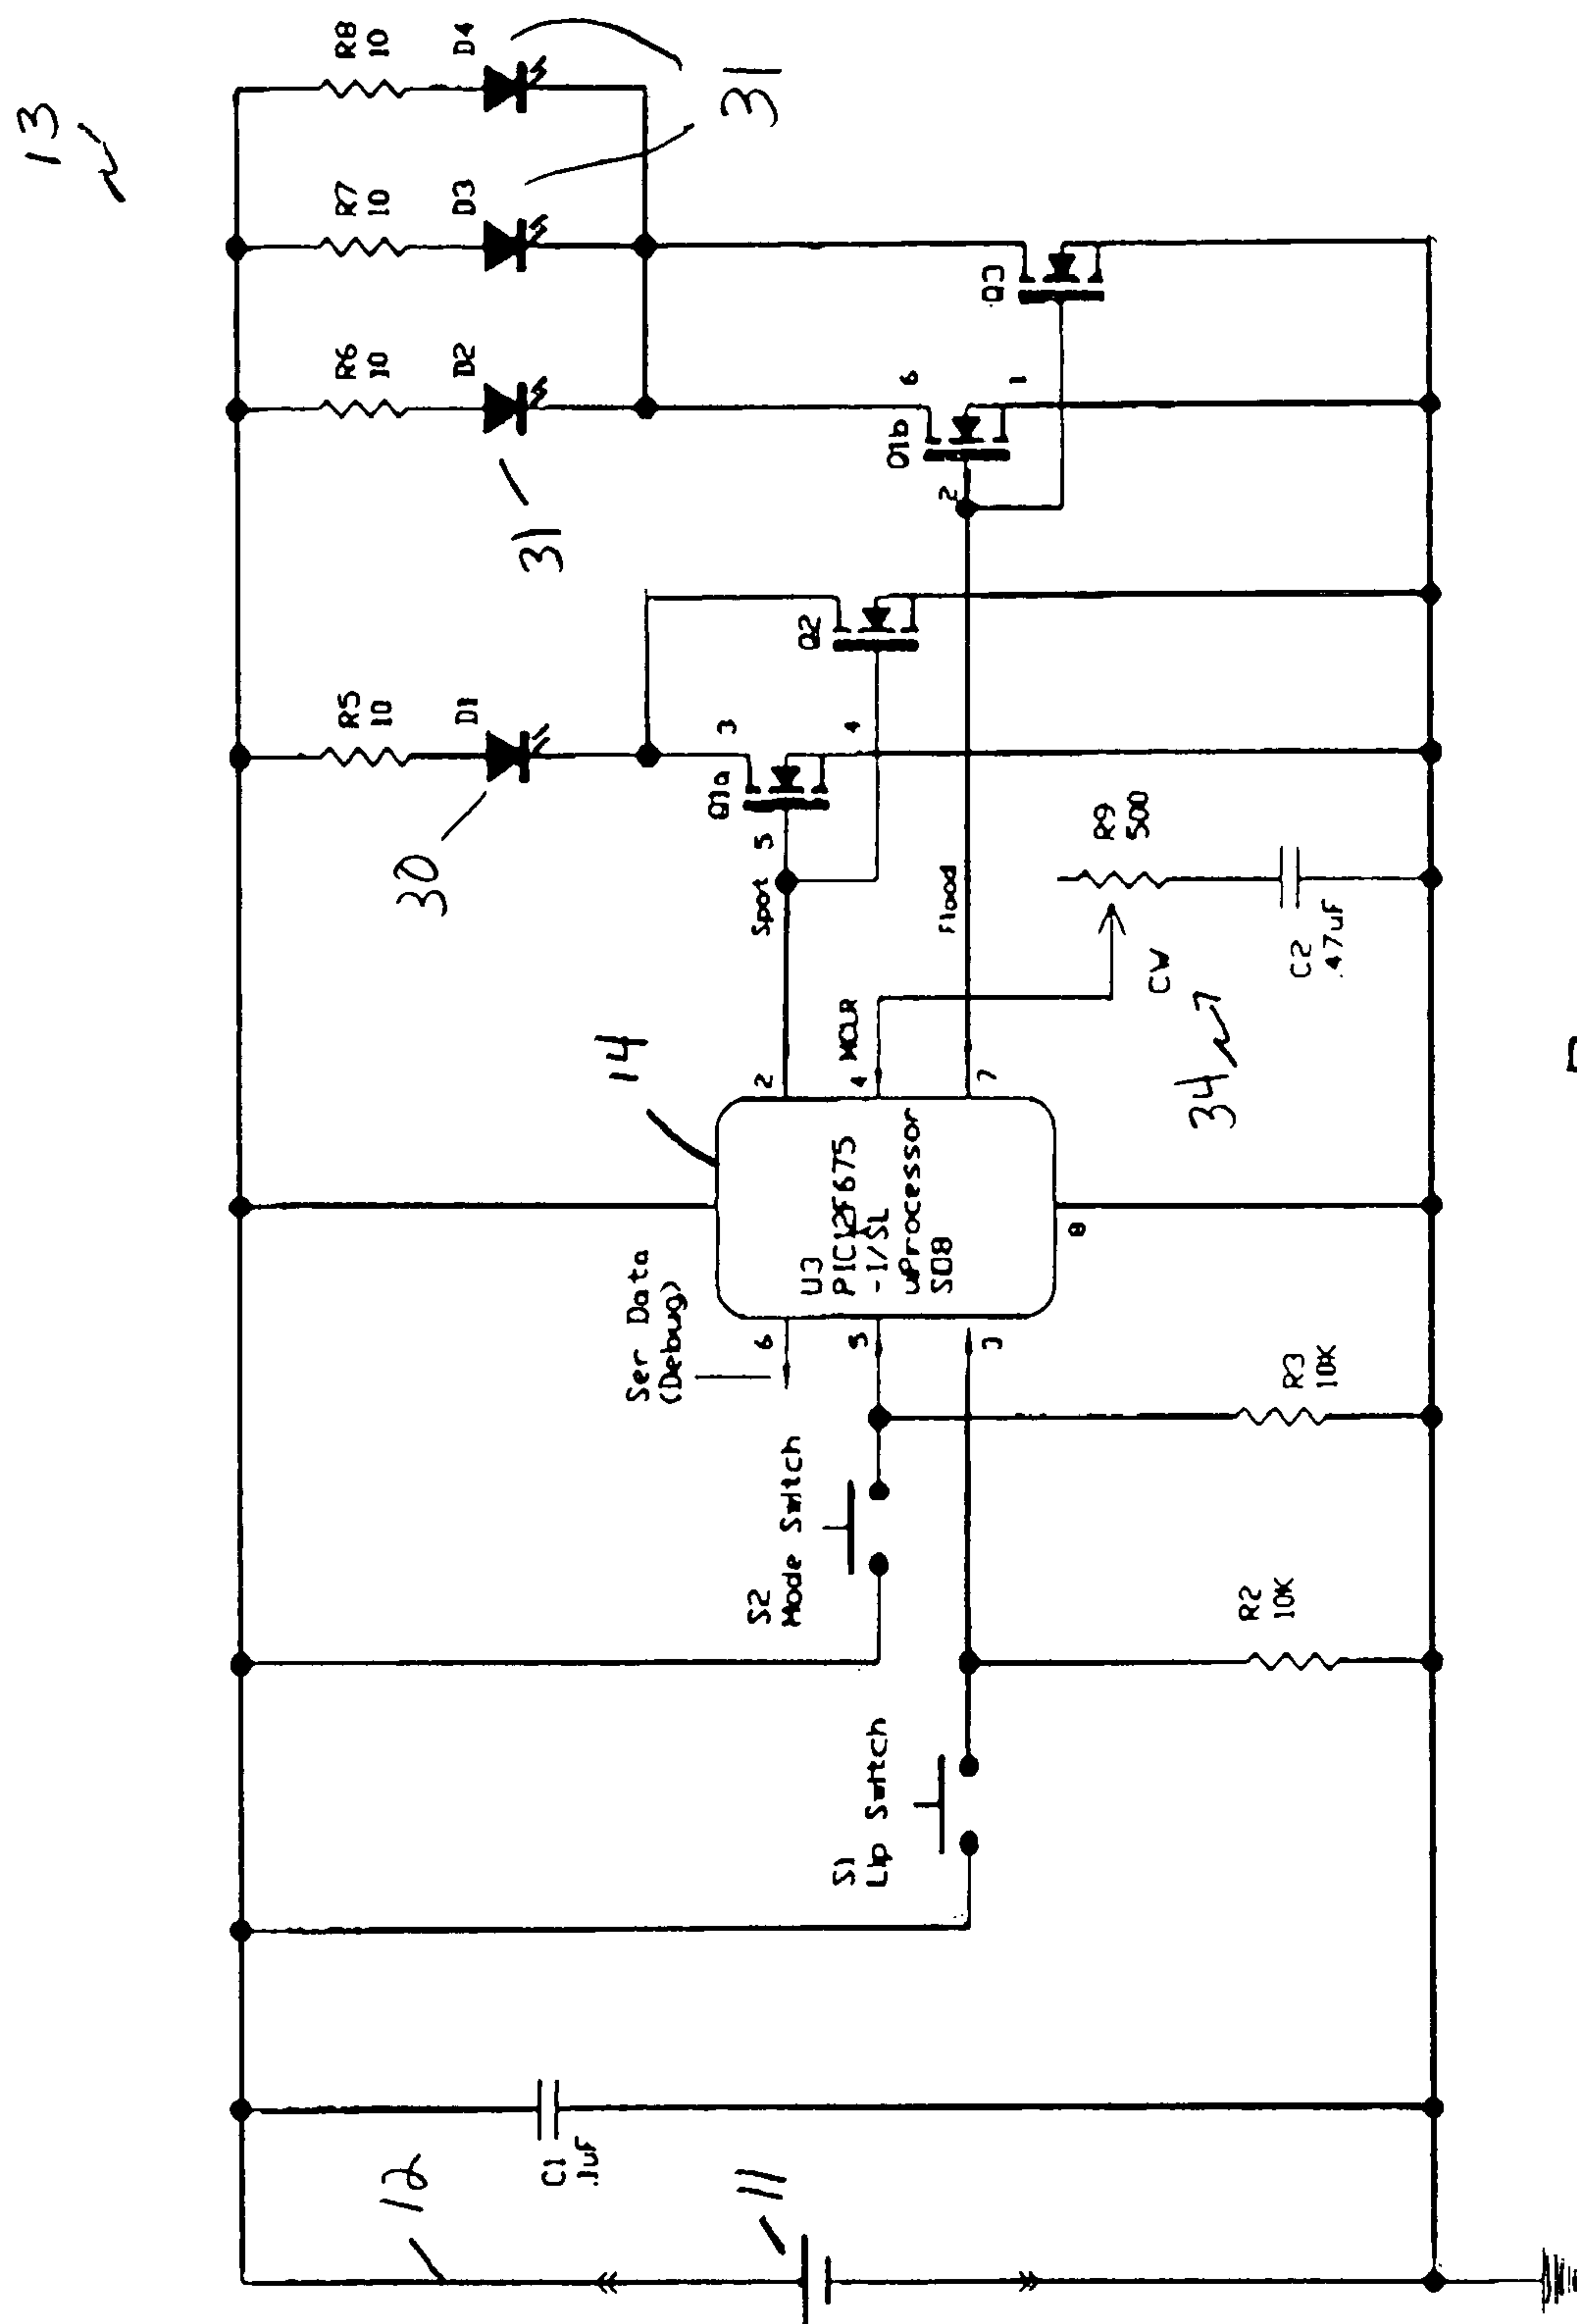 13
R8
10
D4
31
R7
10
D3
R6
10
D2
31
Q3
Q1b
6
1
2
R5
10
D1
30
Q2
Q1a
3
4
5
Spot
Flood
R9
500
CW
34
C2
.47uF
14
2
4
MCLR
7
U3
PIC12F675
-I/SL
uProcessor
SO8
8
Ser Data
(Debug)
6
5
3
S2
Mode Switch
R3
10K
S1
Lip Switch
R2
10K
C1
.1uF
12
11